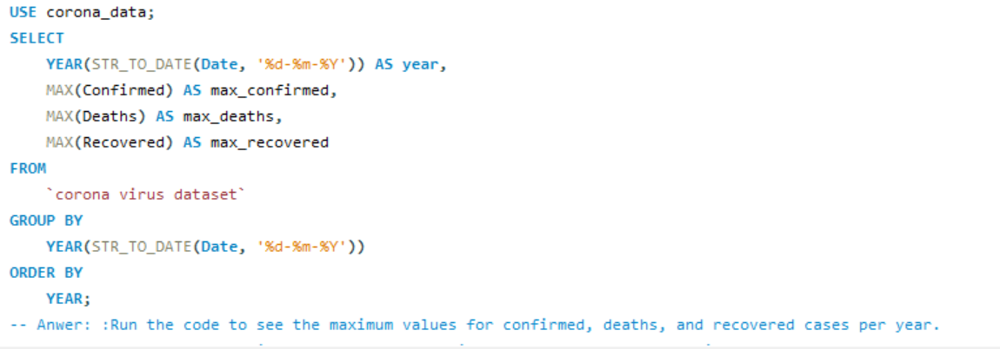 USE corona_data;
SELECT
    YEAR(STR_TO_DATE(Date, '%d-%m-%Y')) AS year,
    MAX(Confirmed) AS max_confirmed,
    MAX(Deaths) AS max_deaths,
    MAX(Recovered) AS max_recovered
FROM
    `corona virus dataset`
GROUP BY
    YEAR(STR_TO_DATE(Date, '%d-%m-%Y'))
ORDER BY
    YEAR;
-- Anwer: :Run the code to see the maximum values for confirmed, deaths, and recovered cases per year.